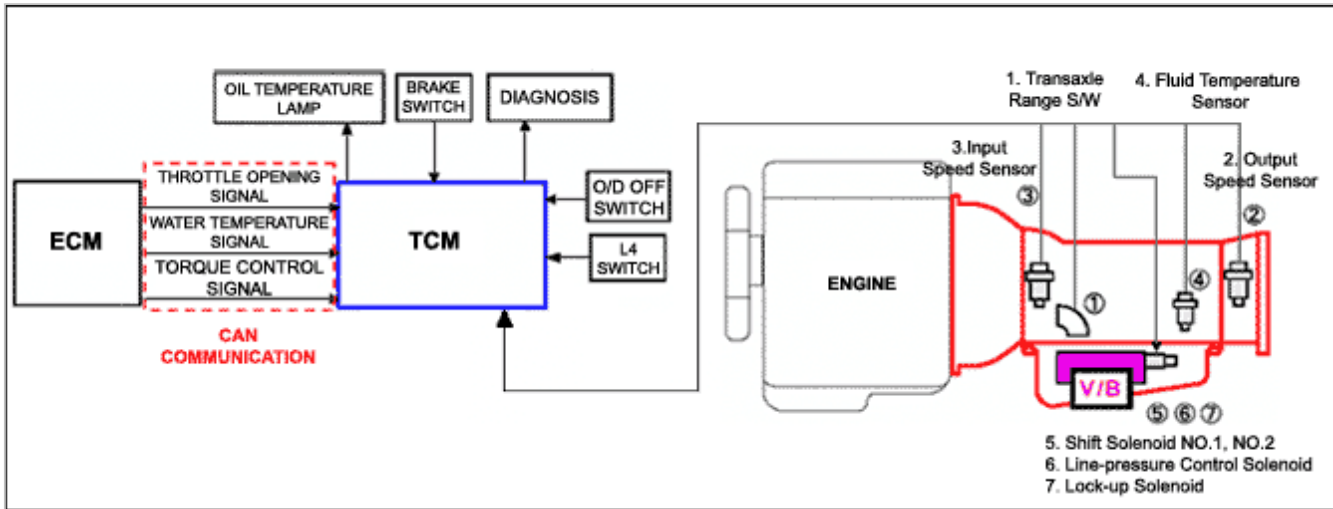 OIL TEMPERATURE
LAMP
BRAKE
SWITCH
DIAGNOSIS
1. Transaxle
Range S/W
4. Fluid Temperature
Sensor
ECM
THROTTLE OPENING
SIGNAL
WATER TEMPERATURE
SIGNAL
TORQUE CONTROL
SIGNAL
CAN
COMMUNICATION
TCM
O/D OFF
SWITCH
L4
SWITCH
3.Input
Speed Sensor
③
2. Output
Speed Sensor
②
ENGINE
①
④
V/B
⑤ ⑥ ⑦
5. Shift Solenoid NO.1, NO.2
6. Line-pressure Control Solenoid
7. Lock-up Solenoid